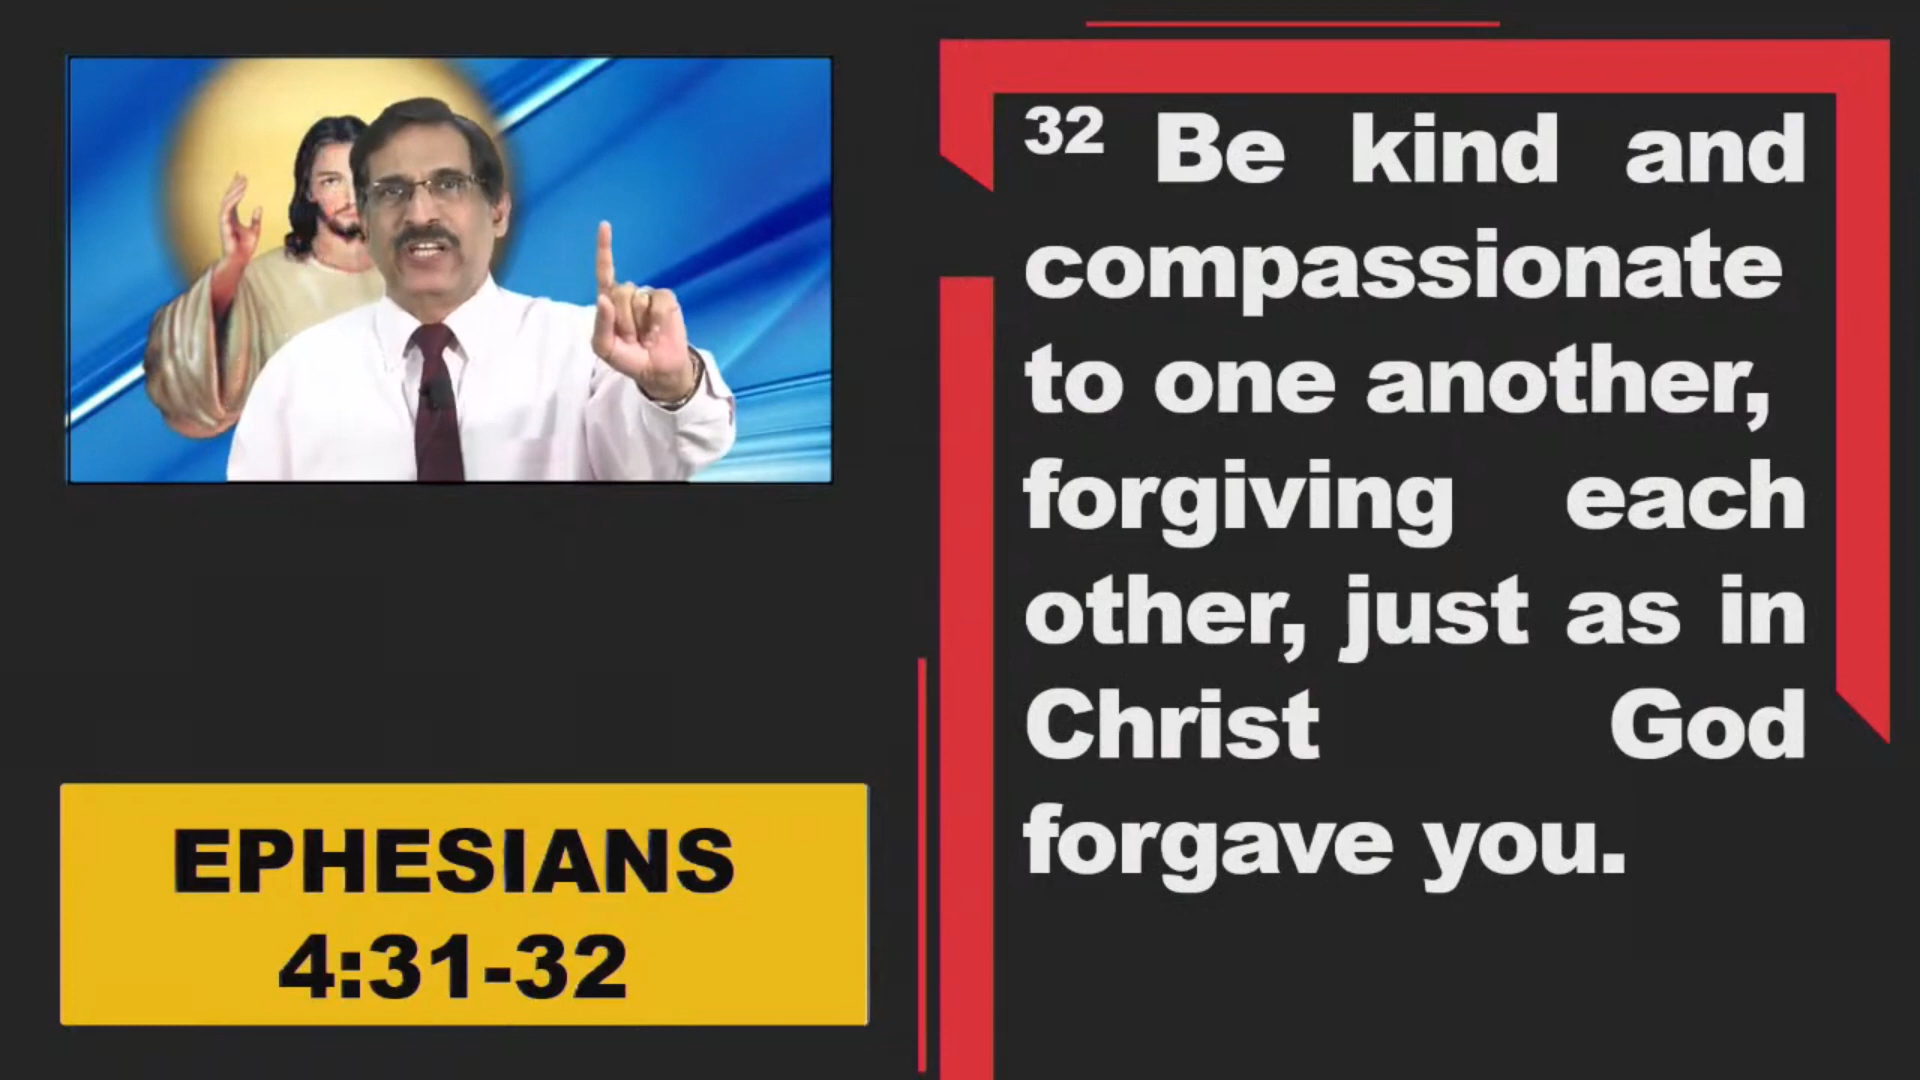 32 Be kind and
compassionate
to one another,
forgiving each
other, just as in
Christ God
forgave you.
EPHESIANS
4:31-32